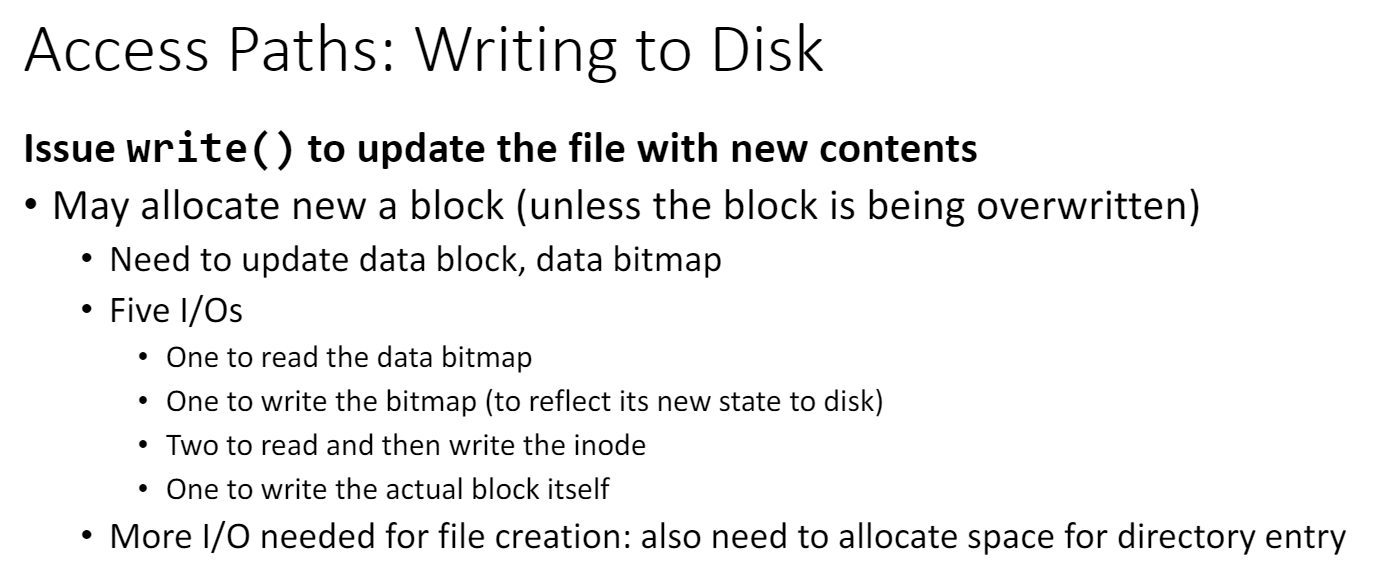 Access Paths: Writing to Disk
Issue write() to update the file with new contents
• May allocate new a block (unless the block is being overwritten)
• Need to update data block, data bitmap
• Five I/Os
• One to read the data bitmap
• One to write the bitmap (to reflect its new state to disk)
• Two to read and then write the inode
• One to write the actual block itself
• More I/O needed for file creation: also need to allocate space for directory entry